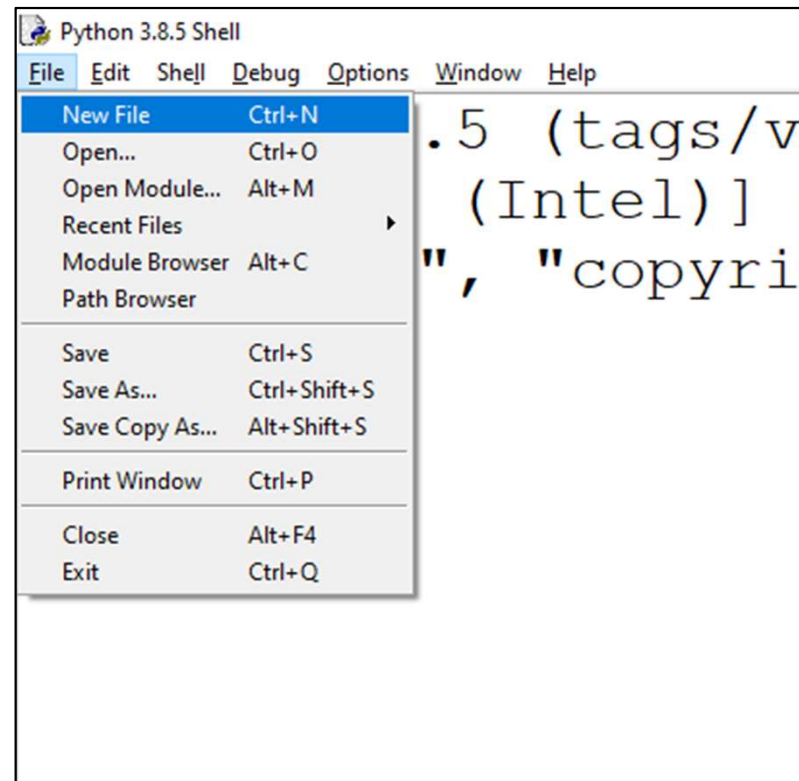 Python 3.8.5 Shell
File Edit Shell Debug Options Window Help
New File Ctrl+N
Open... Ctrl+O
Open Module... Alt+M
Recent Files
Module Browser Alt+C
Path Browser
Save Ctrl+S
Save As... Ctrl+Shift+S
Save Copy As... Alt+Shift+S
Print Window Ctrl+P
Close Alt+F4
Exit Ctrl+Q
.5 (tags/v
(Intel)]
", "copyri